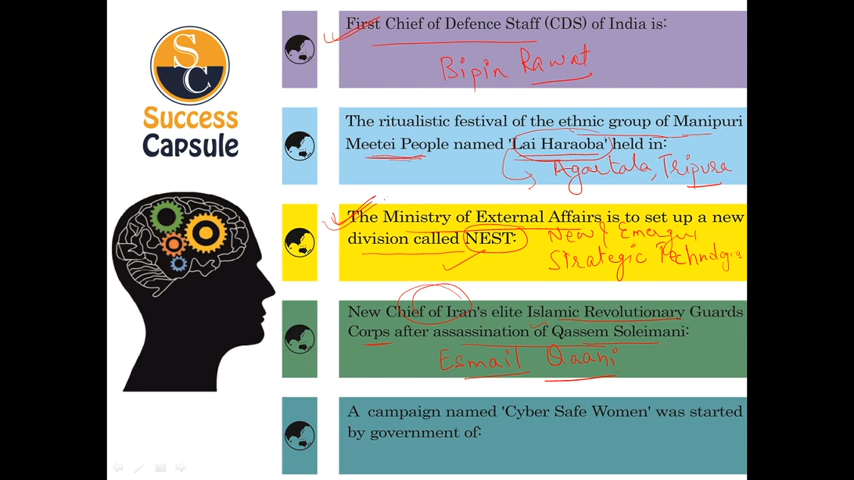 S
C
Success
Capsule
First Chief of Defence Staff (CDS) of India is:
Bipin Rawat
The ritualistic festival of the ethnic group of Manipuri
Meetei People named 'Lai Haraoba' held in:
Agartala, Tripura
The Ministry of External Affairs is to set up a new
division called NEST:
New & Emergin
Strategic Technologie
New Chief of Iran's elite Islamic Revolutionary Guards
Corps after assassination of Qassem Soleimani:
Esmail Qaani
A campaign named 'Cyber Safe Women' was started
by government of: